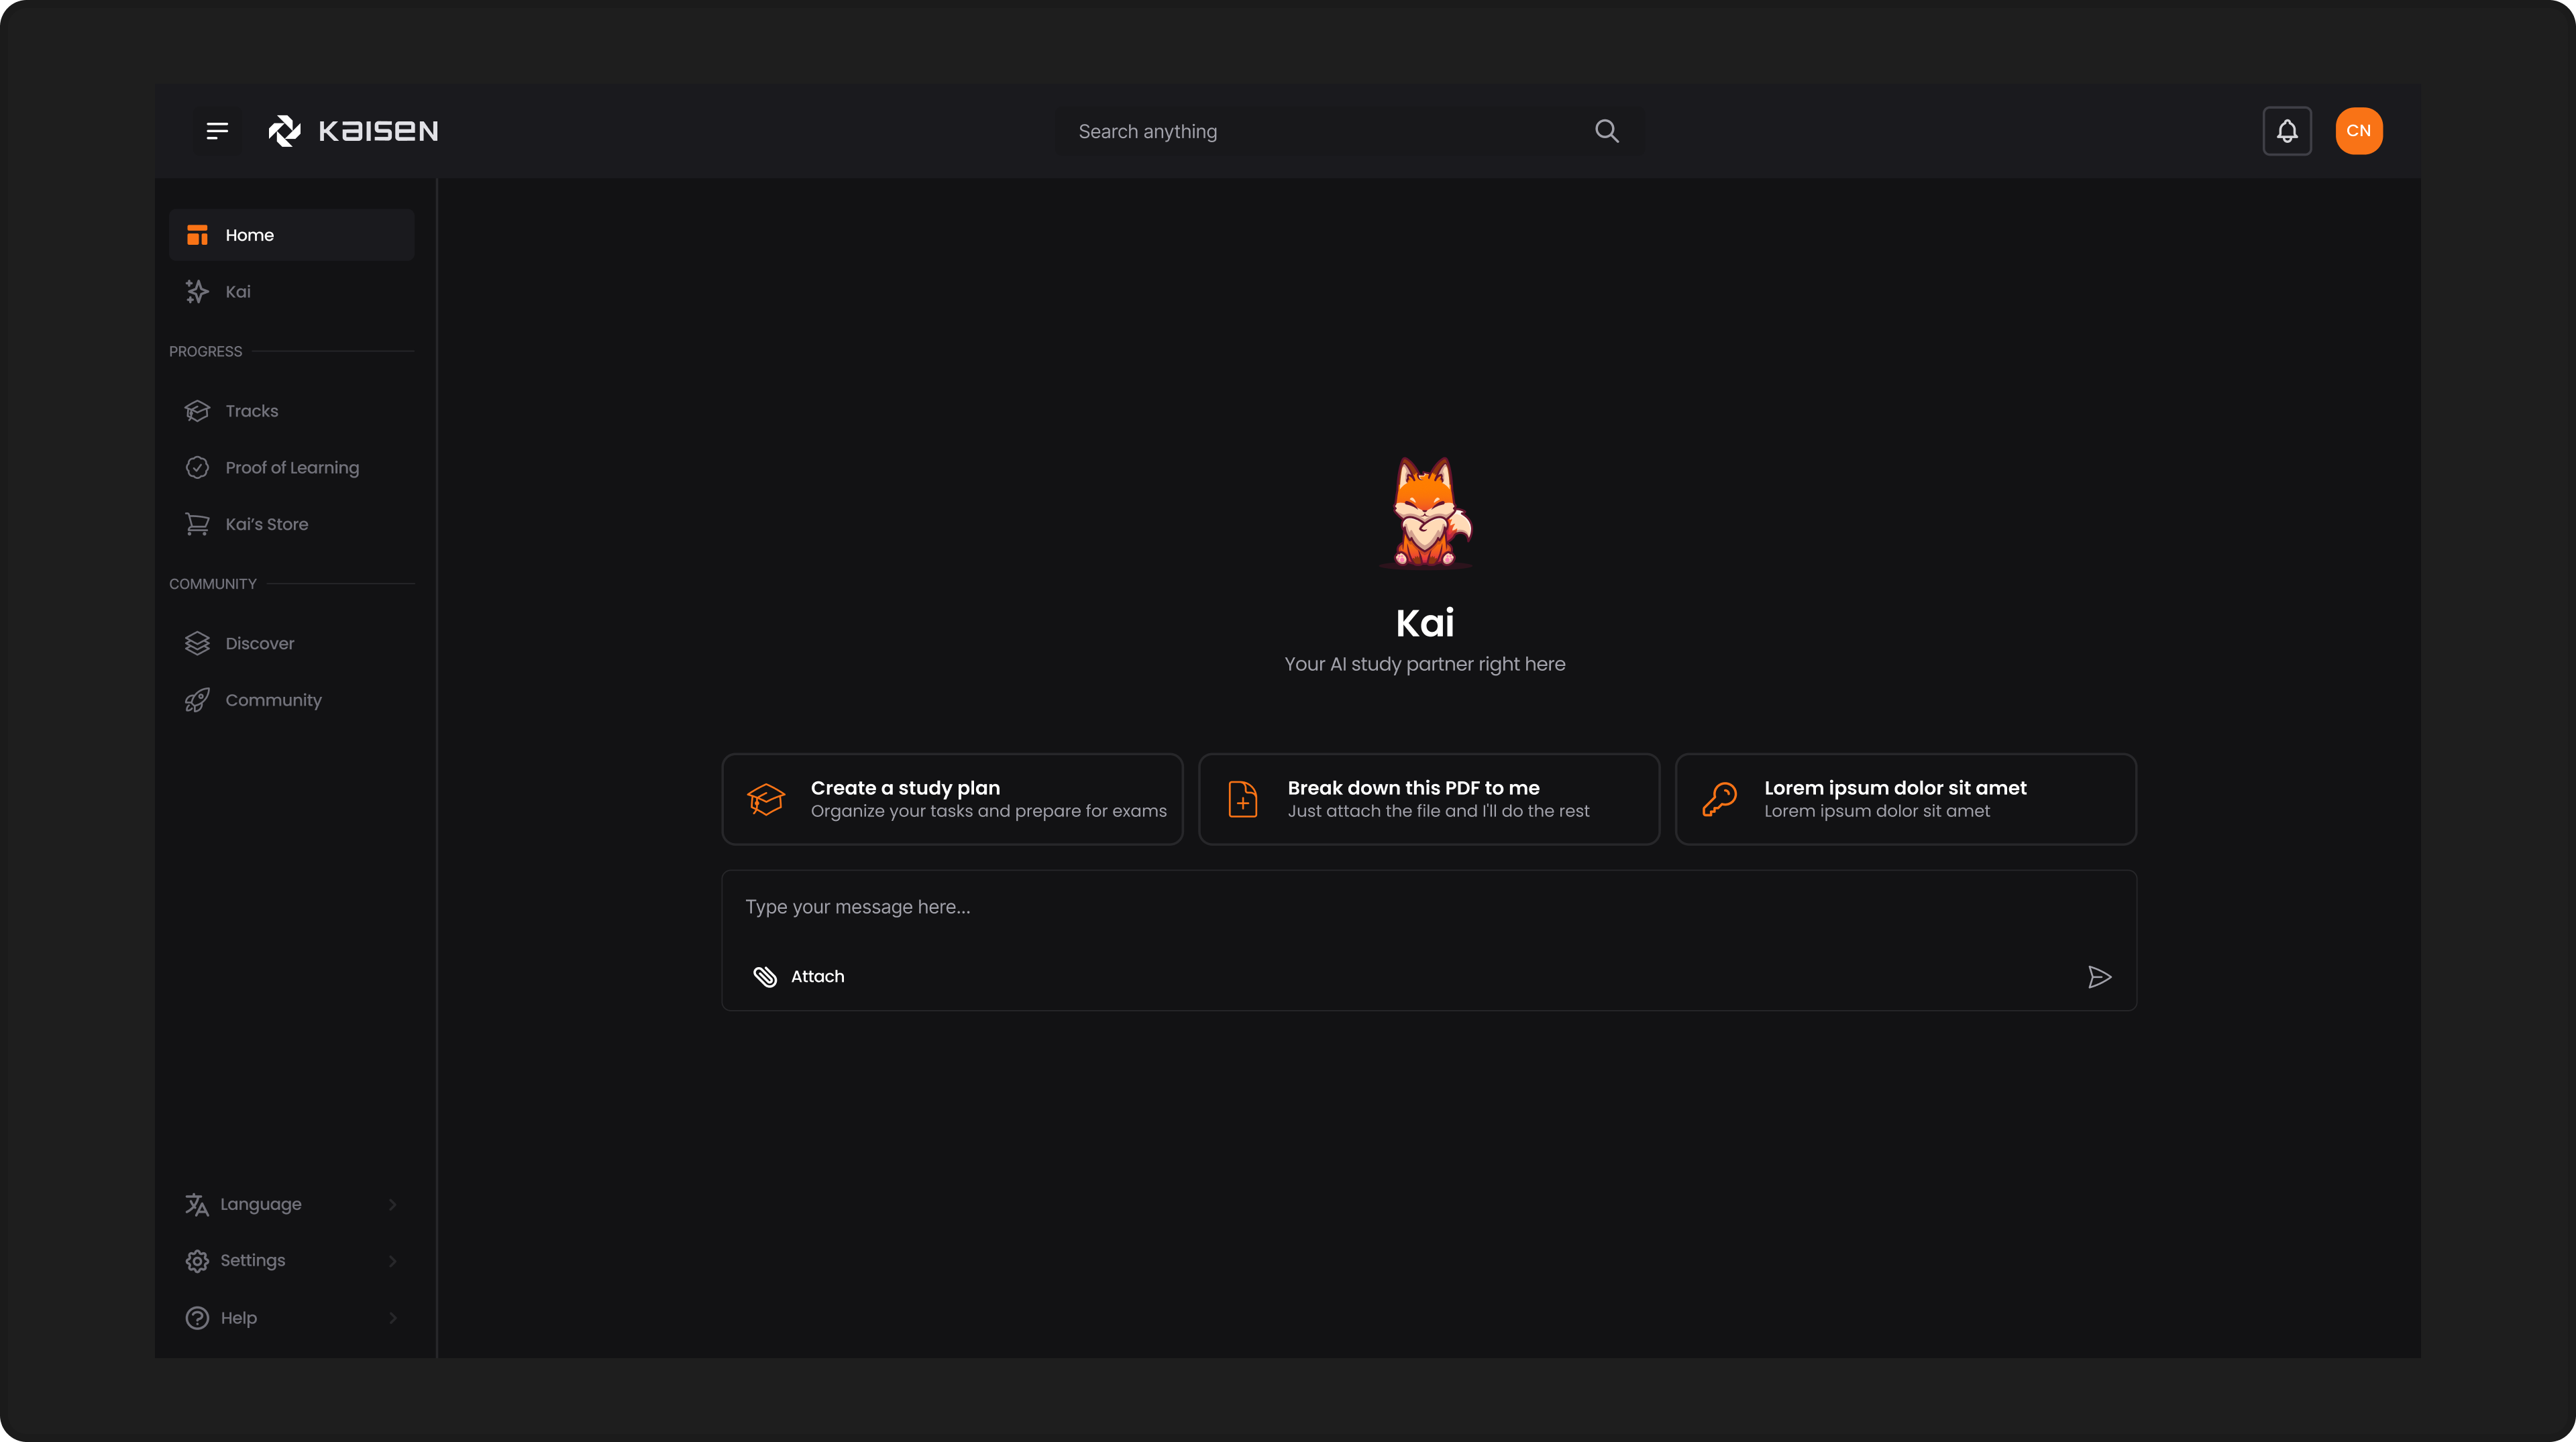 KAISEN
Search anything
CN
Home
Kai
PROGRESS
Tracks
Proof of Learning
Kai’s Store
COMMUNITY
Discover
Community
Language
Settings
Help
Kai
Your AI study partner right here
Create a study plan
Organize your tasks and prepare for exams
Break down this PDF to me
Just attach the file and I'll do the rest
Lorem ipsum dolor sit amet
Lorem ipsum dolor sit amet
Type your message here...
Attach